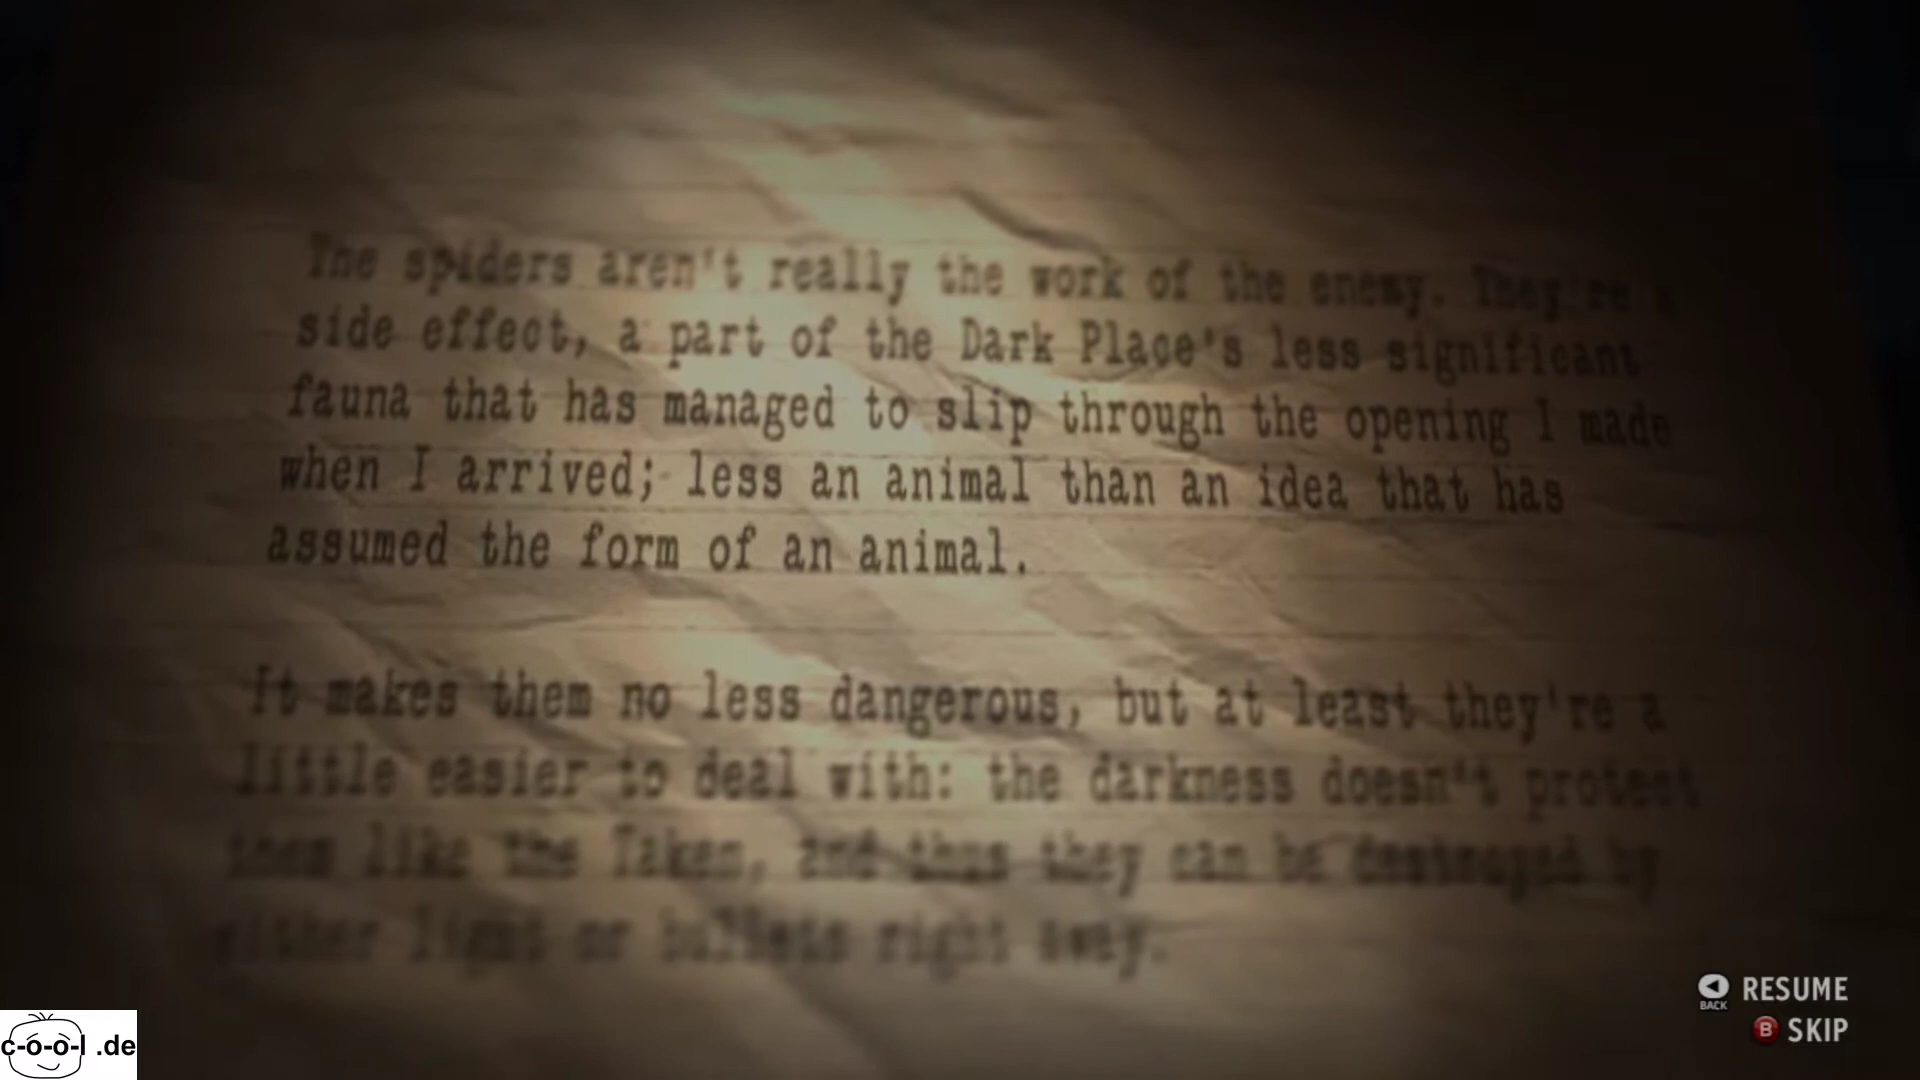 The spiders aren't really the work of the enemy. They're a
side effect, a part of the Dark Place's less significant
fauna that has managed to slip through the opening I made
when I arrived; less an animal than an idea that has
assumed the form of an animal.
It makes them no less dangerous, but at least they're a
little easier to deal with: the darkness doesn't protect
them like the Taken, and thus they can be destroyed by
either light or bullets right away.
BACK RESUME
B SKIP
c-o-o-l .de